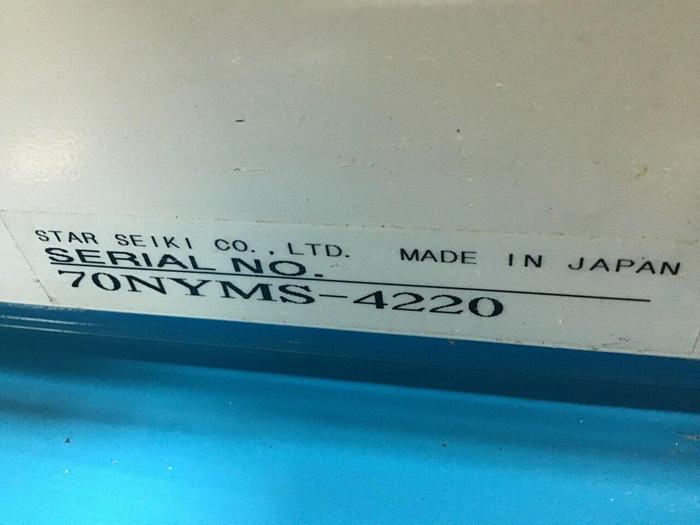 STAR SEIKI CO.,LTD. MADE IN JAPAN
SERIAL NO.
70NYMS-4220